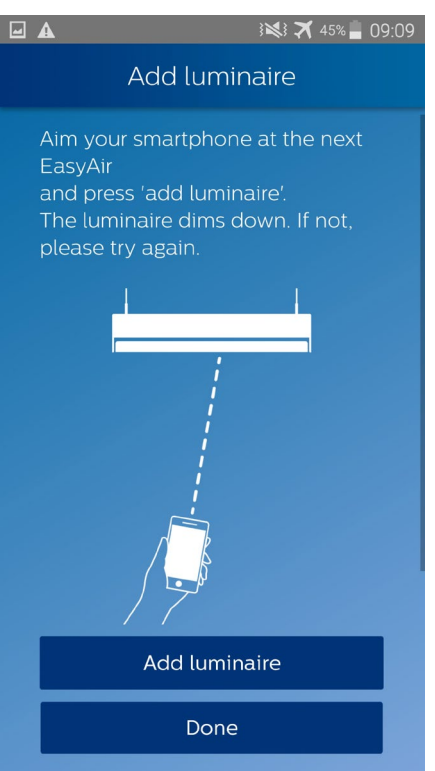 45% 09:09
Add luminaire
Aim your smartphone at the next
EasyAir
and press 'add luminaire'.
The luminaire dims down. If not,
please try again.
Add luminaire
Done